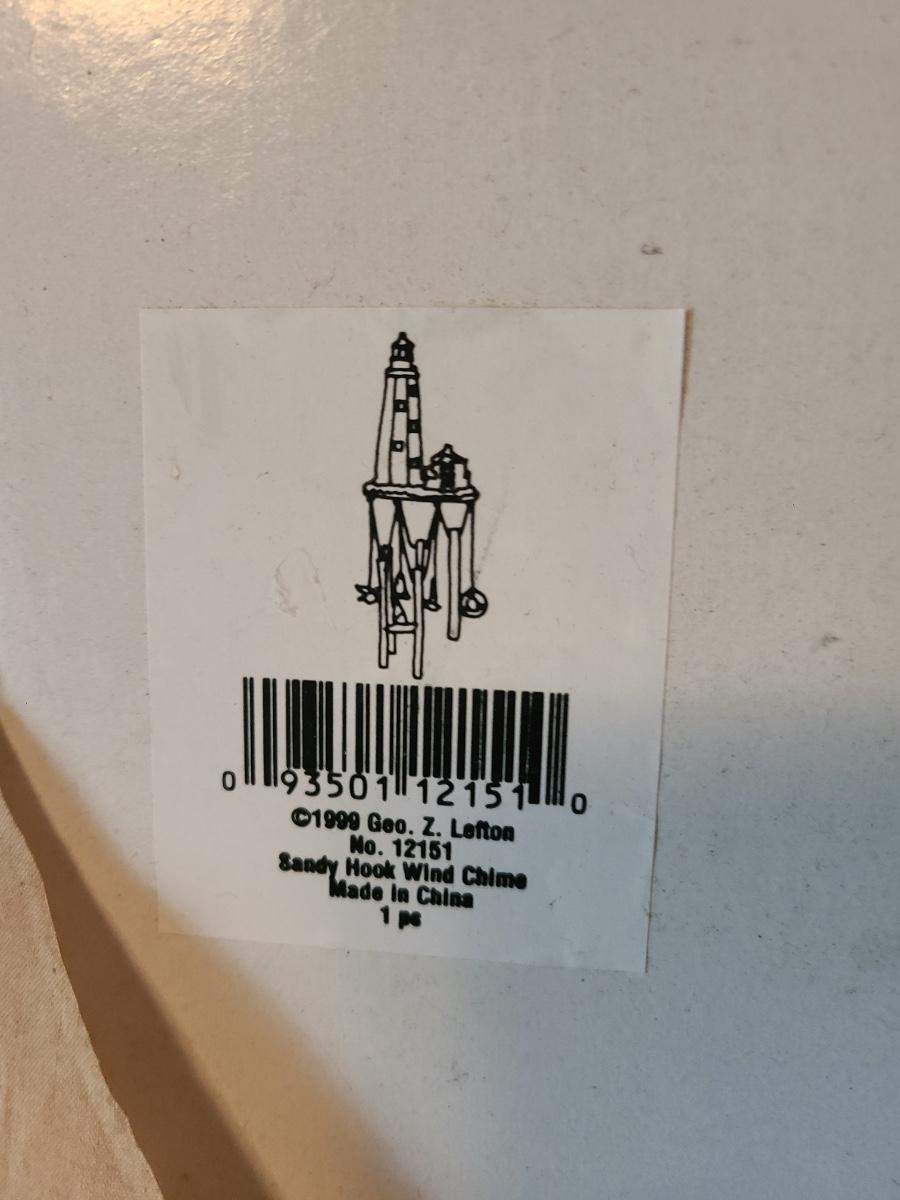 0 93501 12151 0
©1999 Geo. Z. Lefton
No. 12151
Sandy Hook Wind Chime
Made in China
1 pc